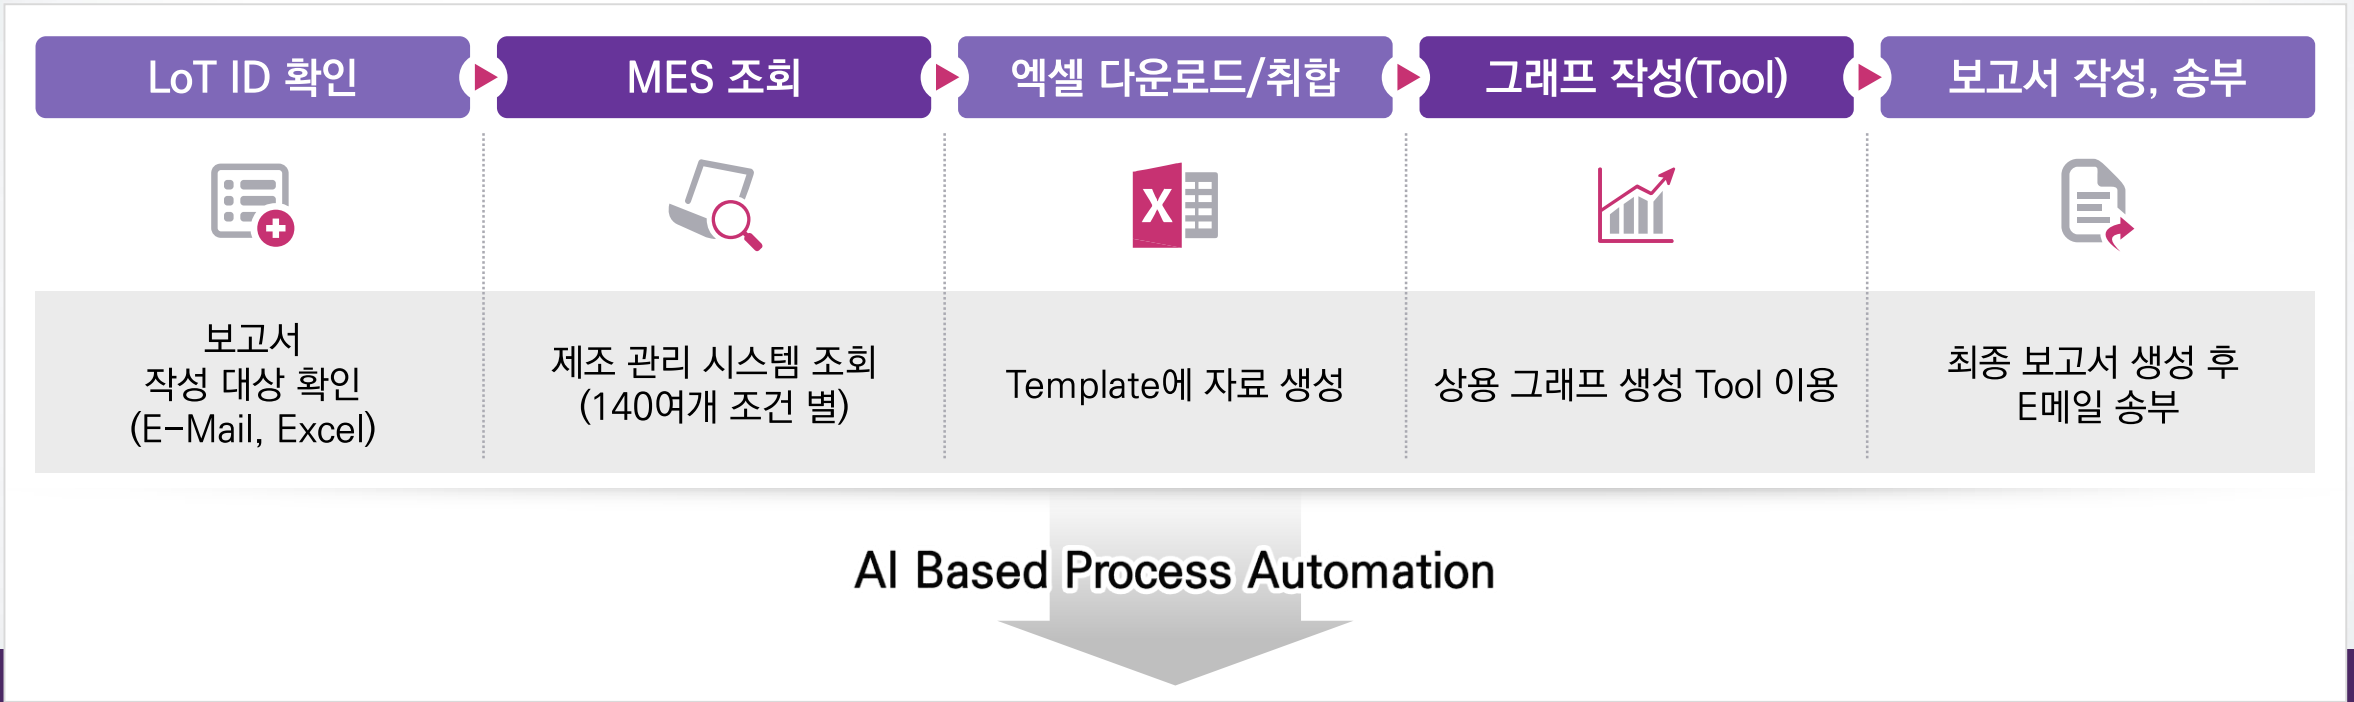 LoT ID 확인
MES 조회
엑셀 다운로드/취합
그래프 작성(Tool)
보고서 작성, 송부
X
보고서
작성 대상 확인
(E-Mail, Excel)
제조 관리 시스템 조회
(140여개 조건 별)
Template에 자료 생성
상용 그래프 생성 Tool 이용
최종 보고서 생성 후
E메일 송부
AI Based Process Automation